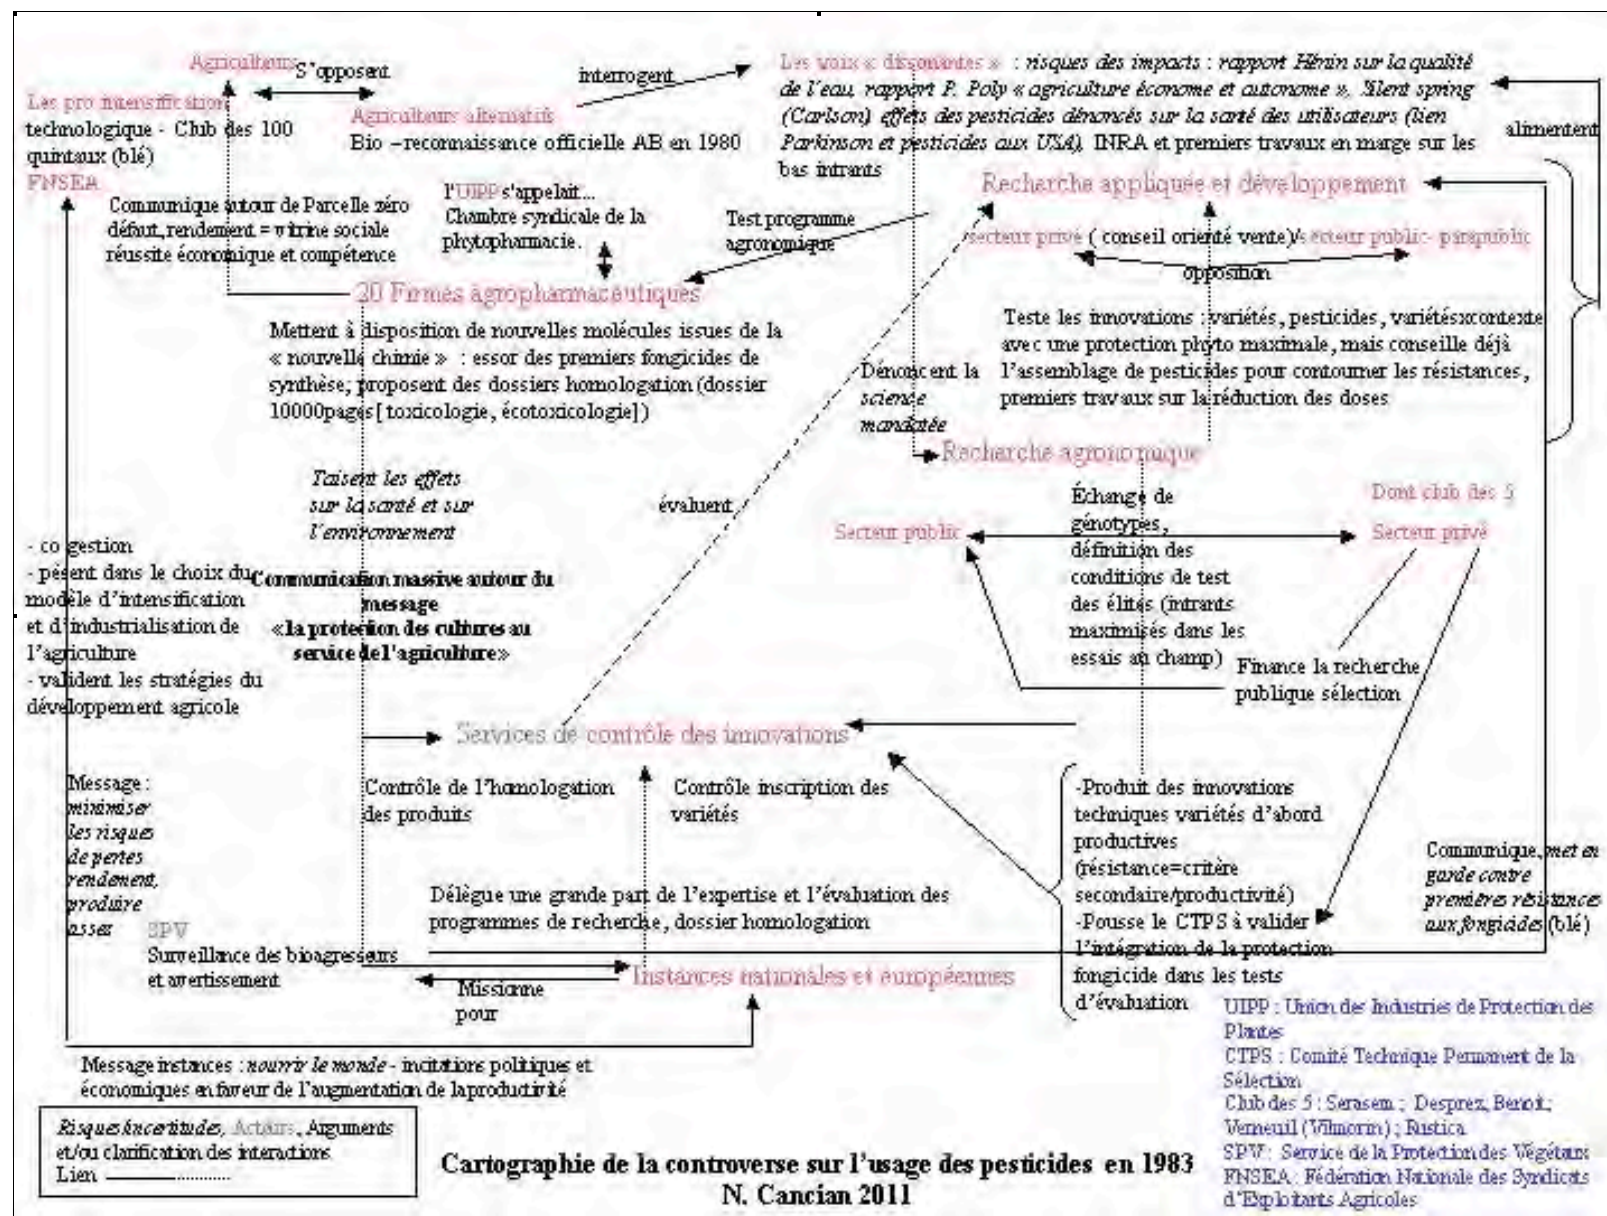 Agriculteurs
S'opposent
interrogent
Les pro intensification
technologique - Club des 100
quintaux (blé)
FNSEA
Agriculteurs alternatifs
Bio –reconnaissance officielle AB en 1980
Les voix « dissonantes » : risques des impacts : rapport Hénin sur la qualité
de l'eau, rapport P. Poly « agriculture économe et autonome », Silent spring
(Carlson) effets des pesticides dénoncés sur la santé des utilisateurs (lien
Parkinson et pesticides aux USA), INRA et premiers travaux en marge sur les
bas intrants
alimentent
Communique autour de Parcelle zéro
défaut, rendement = vitrine sociale
réussite économique et compétence
l'UIPP s'appelait...
Chambre syndicale de la
phytopharmacie.
Test programme
agronomique
Recherche appliquée et développement
secteur privé ( conseil orienté vente)/secteur public- parapublic
opposition
20 Firmes agropharmaceutiques
Mettent à disposition de nouvelles molécules issues de la
« nouvelle chimie » : essor des premiers fongicides de
synthèse; proposent des dossiers homologation (dossier
10000pages[ toxicologie, écotoxicologie])
Teste les innovations : variétés, pesticides, variétésxcontexte
avec une protection phyto maximale, mais conseille déjà
l'assemblage de pesticides pour contourner les résistances,
premiers travaux sur la réduction des doses
Dénoncent la
science
mandatée
Recherche agronomique
Taisent les effets
sur la santé et sur
l'environnement
évaluent
Secteur public
Échange de
génotypes,
définition des
conditions de test
des élites (intrants
maximisés dans les
essais au champ)
Dont club des 5
Secteur privé
- co gestion
- pèsent dans le choix du
modèle d'intensification
et d'industrialisation de
l'agriculture
- valident les stratégies du
développement agricole
Communication massive autour du
message
«la protection des cultures au
service de l'agriculture»
Finance la recherche
publique sélection
Services de contrôle des innovations
Contrôle de l'homologation
des produits
Contrôle inscription des
variétés
Message :
minimiser
les risques
de pertes
rendement,
produire
assez
-Produit des innovations
techniques variétés d'abord
productives
(résistance=critère
secondaire/productivité)
-Pousse le CTPS à valider
l'intégration de la protection
fongicide dans les tests
d'évaluation
Communique, met en
garde contre
premières résistances
aux fongicides (blé)
Délègue une grande part de l'expertise et l'évaluation des
programmes de recherche, dossier homologation
SPV
Surveillance des bioagresseurs
et avertissement
Missionne
pour
Instances nationales et européennes
Message instances : nourrir le monde - incitations politiques et
économiques en faveur de l'augmentation de la productivité
UIPP : Union des Industries de Protection des
Plantes
CTPS : Comité Technique Permanent de la
Sélection
Club des 5 : Serasem ; Desprez; Benoit ;
Verneuil (Vilmorin) ; Rustica
SPV : Service de la Protection des Végétaux
FNSEA : Fédération Nationale des Syndicats
d'Exploitants Agricoles
Risques/incertitudes, Acteurs, Arguments
et/ou clarification des interactions
Lien
Cartographie de la controverse sur l'usage des pesticides en 1983
N. Cancian 2011